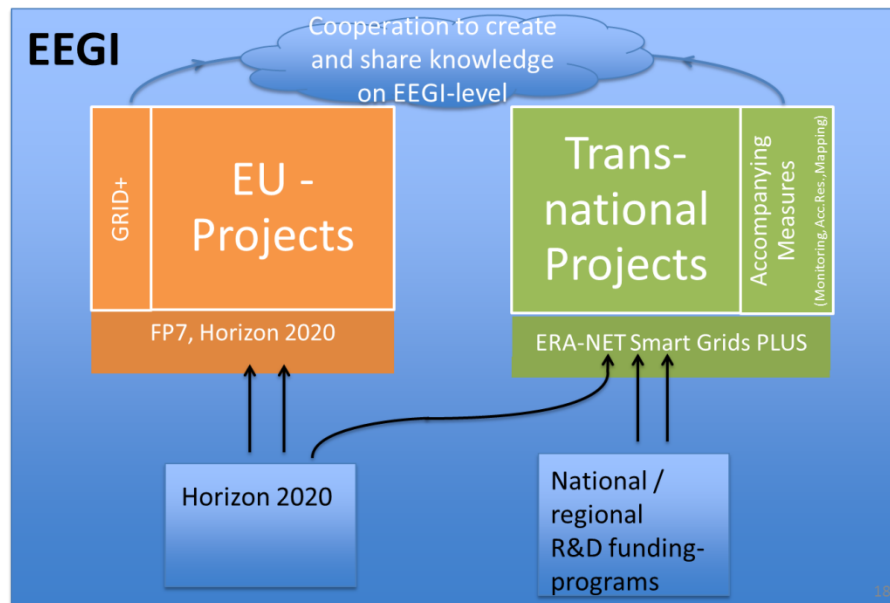 EEGI
Cooperation to create
and share knowledge
on EEGI-level
GRID+
EU -
Projects
FP7, Horizon 2020
Trans-
national
Projects
Accompanying
Measures
(Monitoring, Acc.Res.,Mapping)
ERA-NET Smart Grids PLUS
Horizon 2020
National /
regional
R&D funding-
programs
18